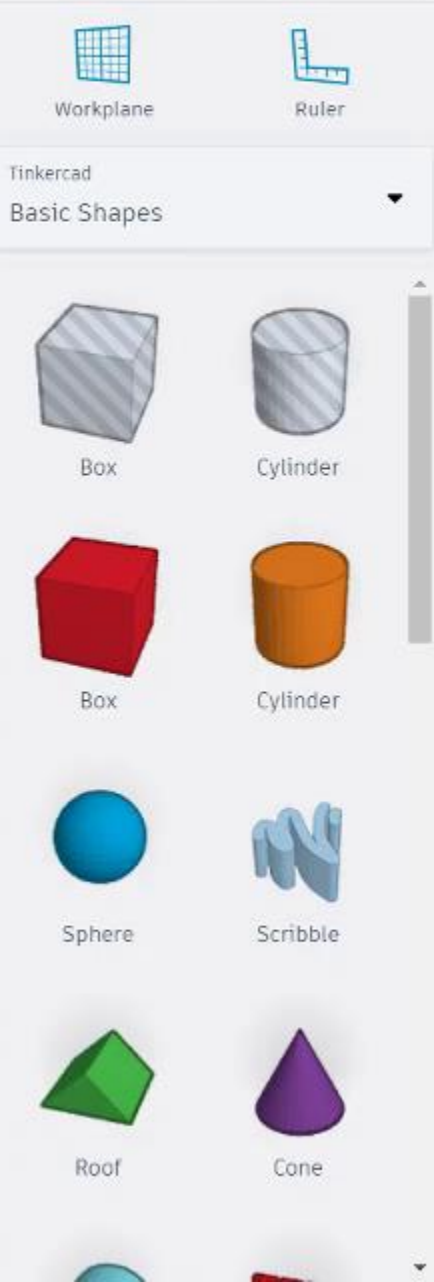 Workplane Ruler
Tinkercad
Basic Shapes
Box Cylinder
Box Cylinder
Sphere Scribble
Roof Cone